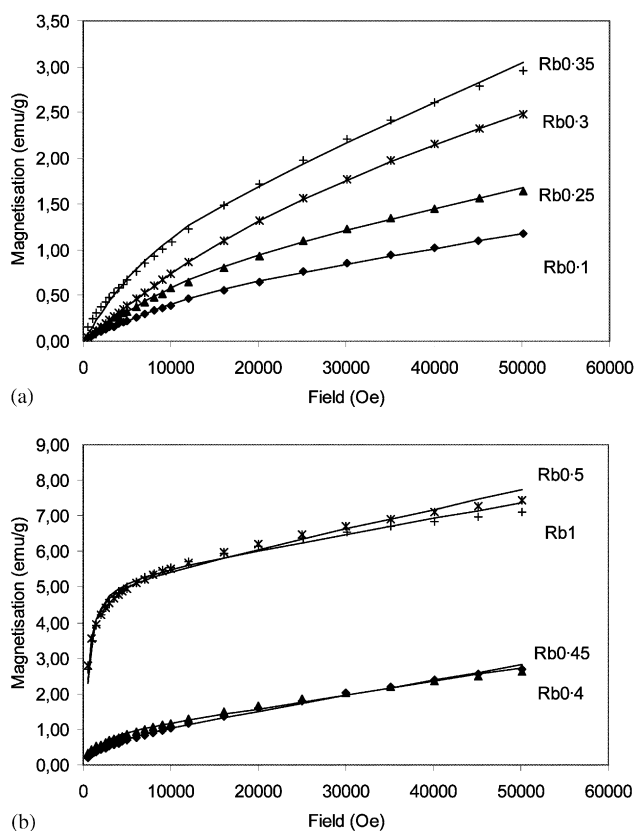 3,50
3,00
2,50
2,00
1,50
1,00
0,50
0,00
Magnetisation (emu/g)
Rb0·35
Rb0·3
Rb0·25
Rb0·1
0 10000 20000 30000 40000 50000 60000
Field (Oe)
(a)
9,00
8,00
7,00
6,00
5,00
4,00
3,00
2,00
1,00
0,00
Magnetisation (emu/g)
Rb0·5
Rb1
Rb0·45
Rb0·4
0 10000 20000 30000 40000 50000 60000
Field (Oe)
(b)